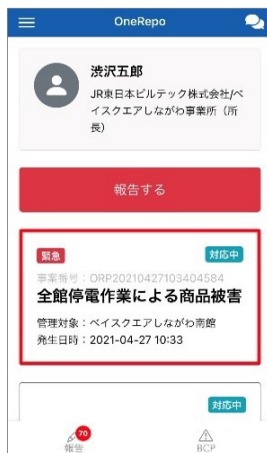 OneRepo
渋沢五郎
JR東日本ビルテック株式会社/ベ
イスクエアしながわ事業所（所
長）
報告する
緊急
対応中
事案番号：ORP20210427103404584
全館停電作業による商品被害
管理対象：ベイスクエアしながわ南館
発生日時：2021-04-27 10:33
対応中
70
報告
BCP